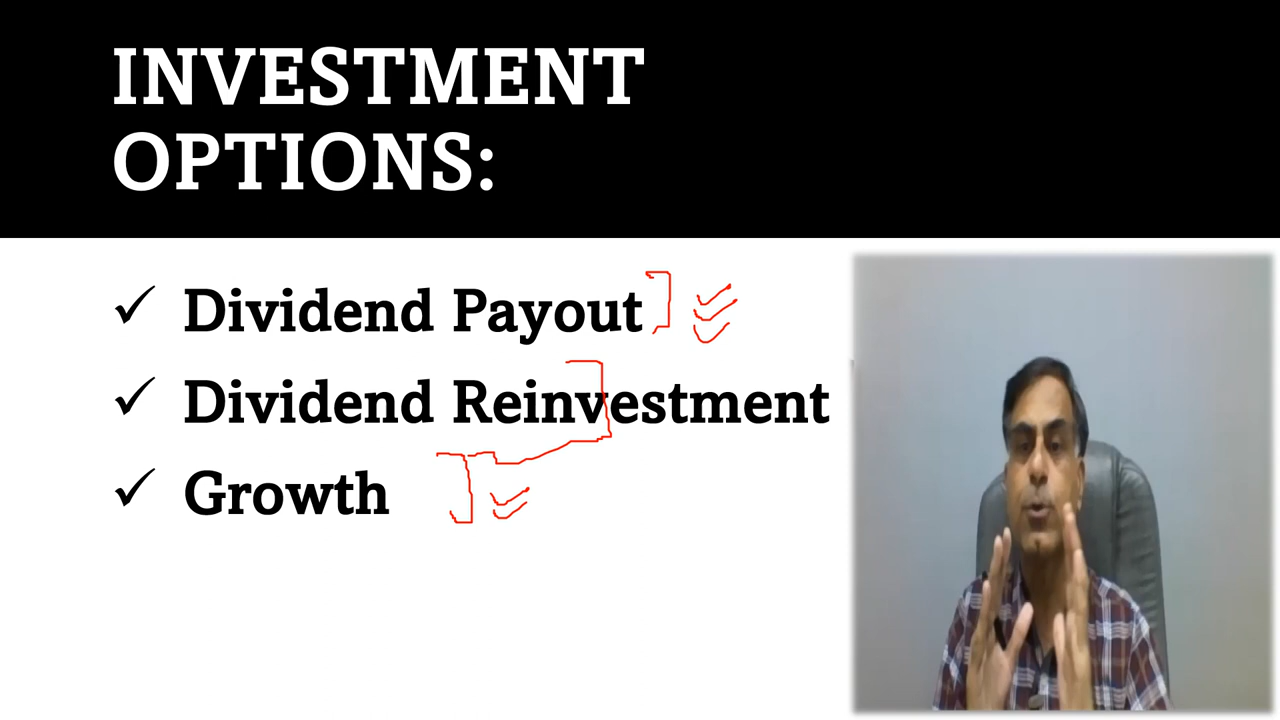 INVESTMENT
OPTIONS:
✓ Dividend Payout
✓ Dividend Reinvestment
✓ Growth